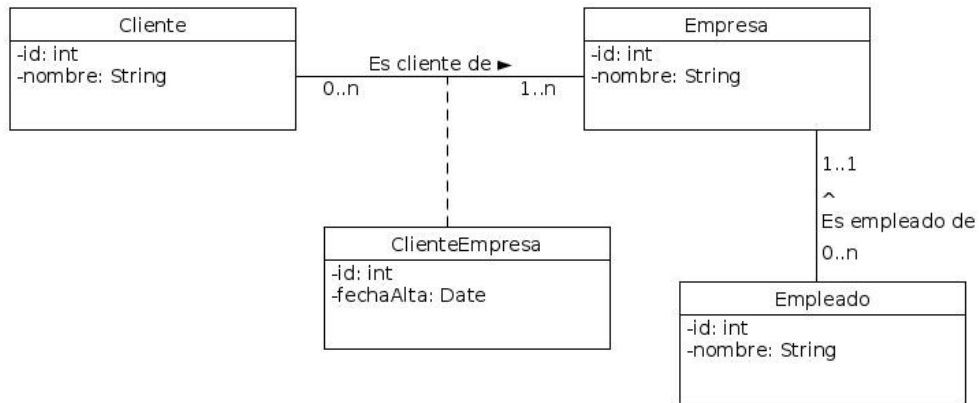 Cliente
-id: int
-nombre: String
Es cliente de ►
0..n
1..n
Empresa
-id: int
-nombre: String
1..1
^
Es empleado de
0..n
ClienteEmpresa
-id: int
-fechaAlta: Date
Empleado
-id: int
-nombre: String